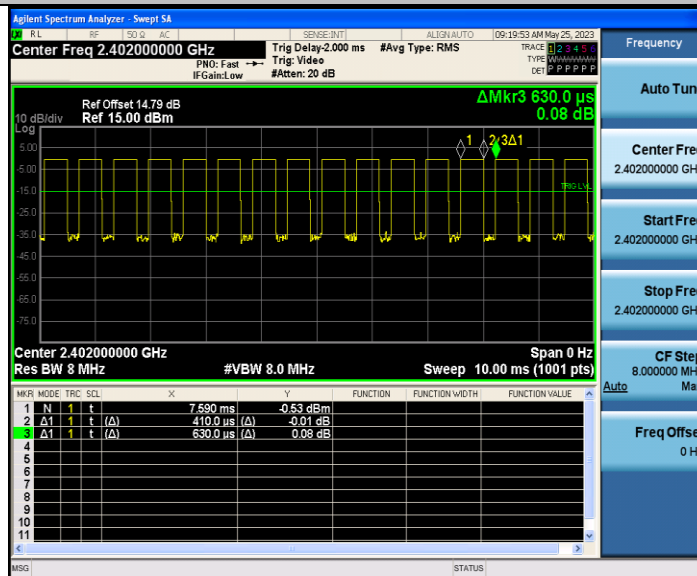 Agilent Spectrum Analyzer - Swept SA
RL RF 50 Ω AC SENSE:INT ALIGN AUTO 09:19:53 AM May 25, 2023
Center Freq 2.402000000 GHz
PNO: Fast
IFGain:Low
Trig Delay-2.000 ms
Trig: Video
#Atten: 20 dB
#Avg Type: RMS
TRACE 1 2 3 4 5 6
TYPE WWWWWW
DET P P P P P P
Frequency
Auto Tun
Center Fre
2.402000000 GH
Start Fre
2.402000000 GH
Stop Fre
2.402000000 GH
CF Step
8.000000 MH
Auto Ma
Freq Offse
0 H
ΔMkr3 630.0 µs
0.08 dB
Ref Offset 14.79 dB
10 dB/div Ref 15.00 dBm
Log
5.00
-5.00
-15.0
-25.0
-35.0
-45.0
-55.0
-65.0
-75.0
1 2 3Δ1
TRIG LVL
Center 2.402000000 GHz Span 0 Hz
Res BW 8 MHz #VBW 8.0 MHz Sweep 10.00 ms (1001 pts)
MKR MODE TRC SCL X Y FUNCTION FUNCTION WIDTH FUNCTION VALUE
1 N 1 t 7.590 ms -0.53 dBm
2 Δ1 1 t (Δ) 410.0 µs (Δ) -0.01 dB
3 Δ1 1 t (Δ) 630.0 µs (Δ) 0.08 dB
4
5
6
7
8
9
10
11
MSG STATUS